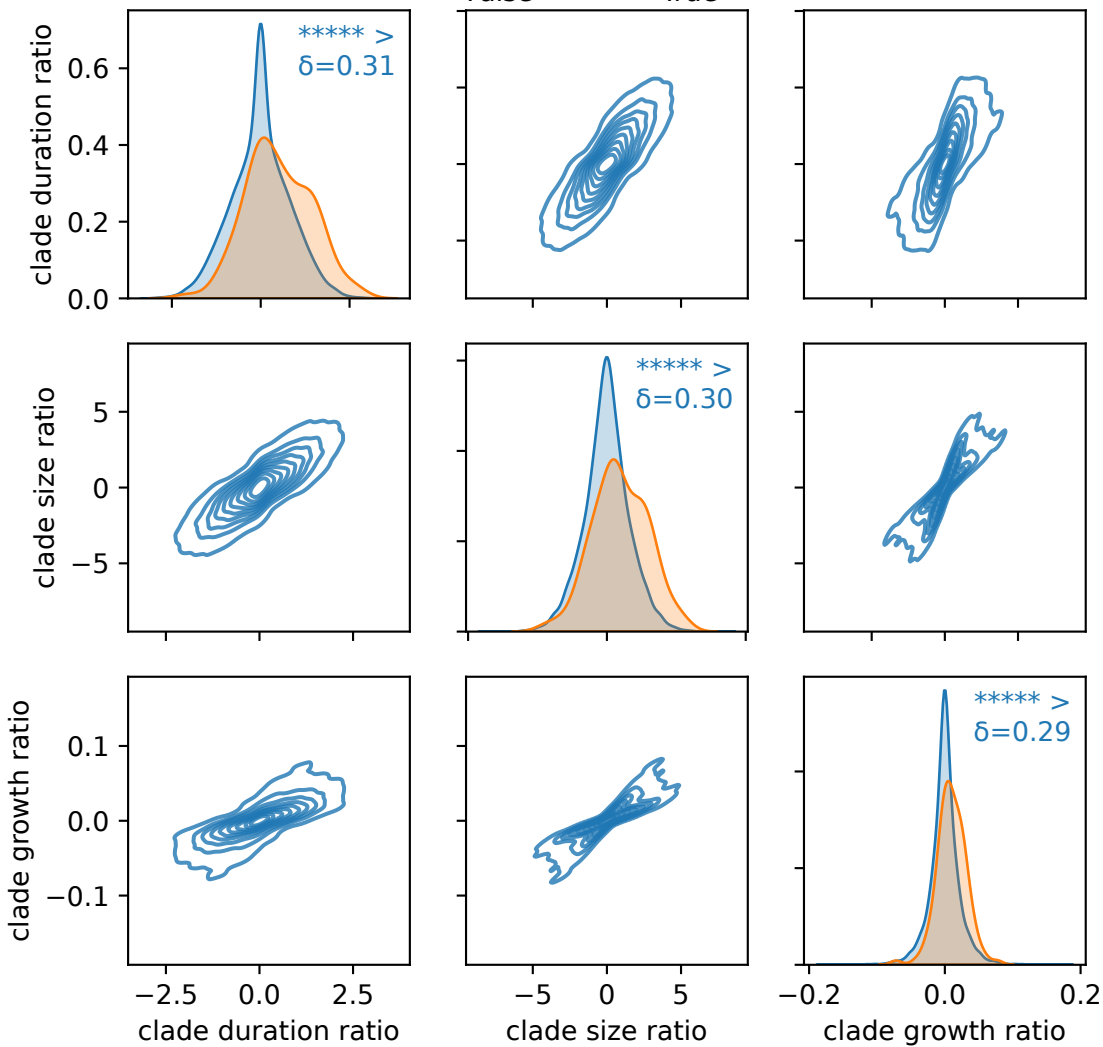 ***** >
δ=0.31
clade duration ratio
0.6
0.4
0.2
0.0
***** >
δ=0.30
clade size ratio
5
0
−5
***** >
δ=0.29
clade growth ratio
0.1
0.0
−0.1
−2.5 0.0 2.5 −5 0 5 −0.2 0.0 0.2
clade duration ratio clade size ratio clade growth ratio